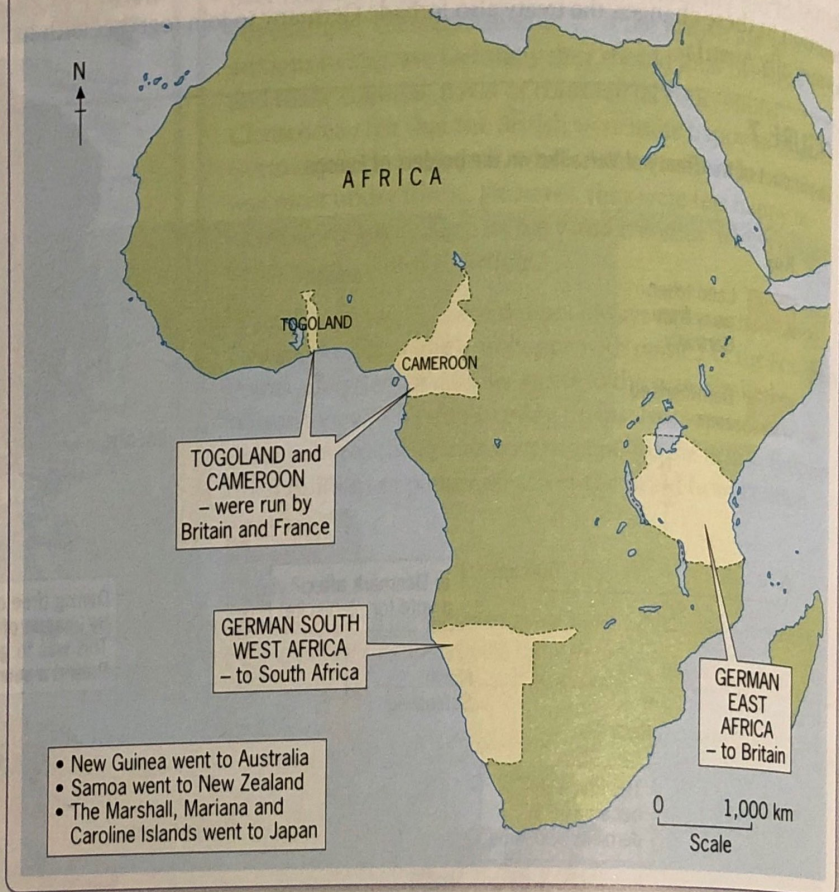 N
AFRICA
TOGOLAND
CAMEROON
TOGOLAND and
CAMEROON
– were run by
Britain and France
GERMAN SOUTH
WEST AFRICA
– to South Africa
GERMAN
EAST
AFRICA
– to Britain
• New Guinea went to Australia
• Samoa went to New Zealand
• The Marshall, Mariana and
Caroline Islands went to Japan
0 1,000 km
Scale